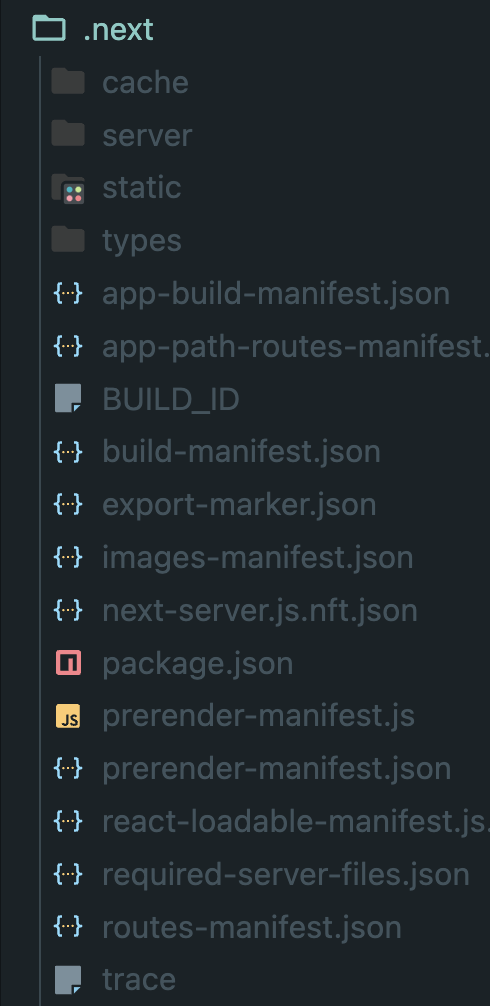 .next
cache
server
static
types
app-build-manifest.json
app-path-routes-manifest.
BUILD_ID
build-manifest.json
export-marker.json
images-manifest.json
next-server.js.nft.json
package.json
prerender-manifest.js
prerender-manifest.json
react-loadable-manifest.js.
required-server-files.json
routes-manifest.json
trace